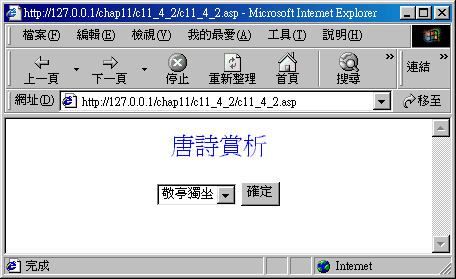 http://127.0.0.1/chap11/c11_4_2/c11_4_2.asp - Microsoft Internet Explorer
檔案(F) 編輯(E) 檢視(V) 我的最愛(A) 工具(T) 說明(H)
上一頁 下一頁 停止 重新整理 首頁 搜尋 » 連結 »
網址(D) http://127.0.0.1/chap11/c11_4_2/c11_4_2.asp 移至
唐詩賞析
敬亭獨坐 確定
完成 Internet